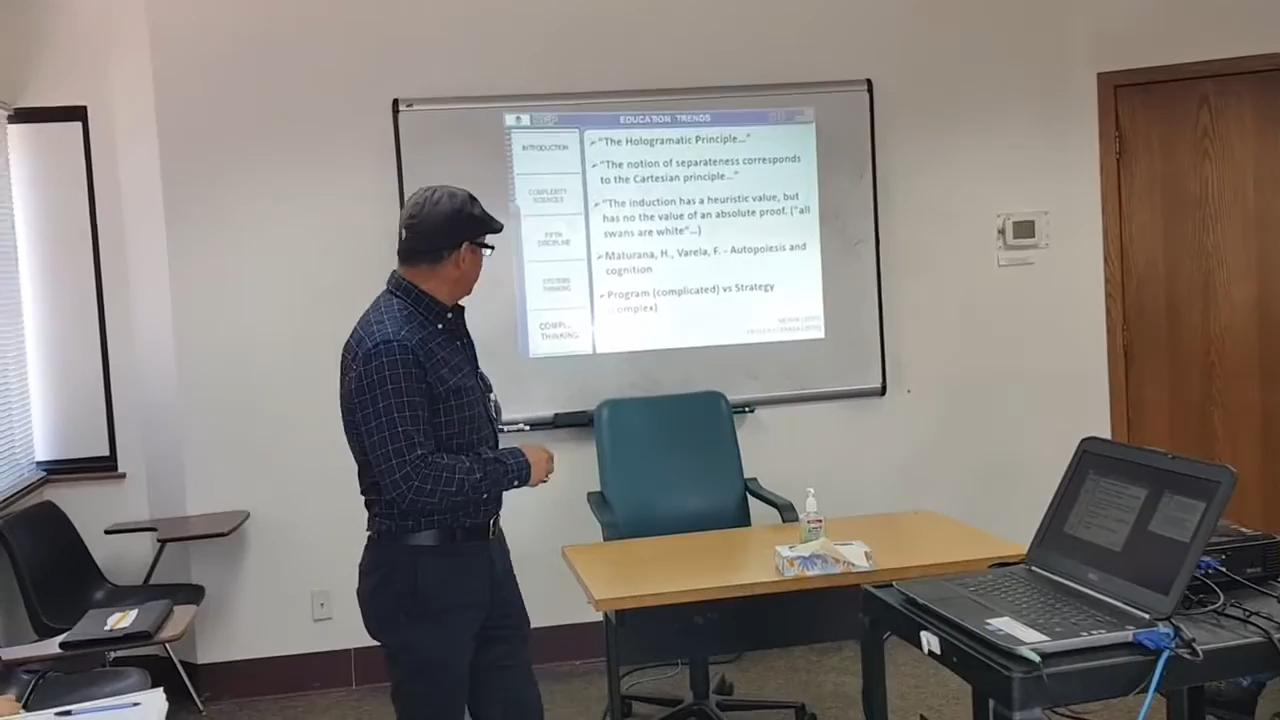 EDUCATION TRENDS
INTRODUCTION
COMPLEXITY
SCIENCES
FIFTH
DISCIPLINE
SYSTEMS
THINKING
THINKING
➢"The Hologramatic Principle…"
➢"The notion of separateness corresponds
to the Cartesian principle…"
➢"The induction has a heuristic value, but
has no the value of an absolute proof. ("all
swans are white"…)
➢Maturana, H., Varela, F. - Autopoiesis and
cognition
➢Program (complicated) vs Strategy
(complex)